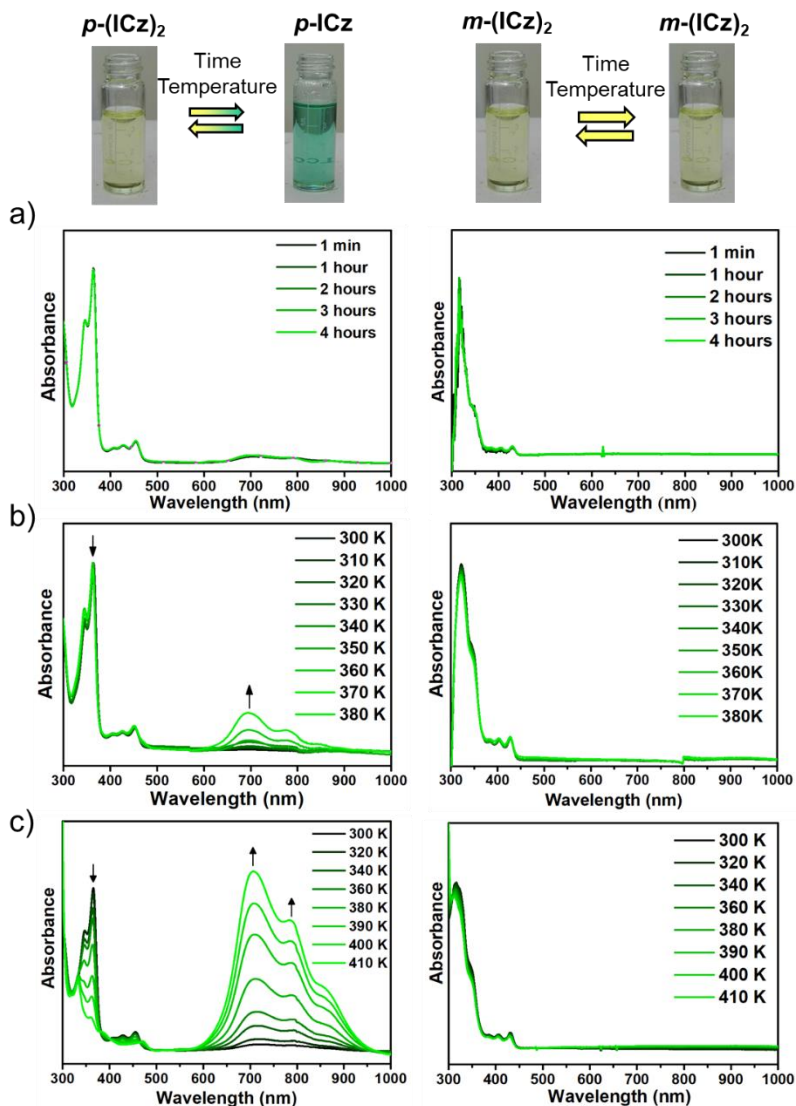 p-(ICz)₂ p-ICz m-(ICz)₂ m-(ICz)₂
Time
Temperature
Time
Temperature
a)
Absorbance
1 min
1 hour
2 hours
3 hours
4 hours
300 400 500 600 700 800 900 1000
Wavelength (nm)
Absorbance
1 min
1 hour
2 hours
3 hours
4 hours
300 400 500 600 700 800 900 1000
Wavelength (nm)
b)
Absorbance
300 K
310 K
320 K
330 K
340 K
350 K
360 K
370 K
380 K
300 400 500 600 700 800 900 1000
Wavelength (nm)
Absorbance
300K
310K
320K
330K
340K
350K
360K
370K
380K
300 400 500 600 700 800 900 1000
Wavelength (nm)
c)
Absorbance
300 K
320 K
340 K
360 K
380 K
390 K
400 K
410 K
300 400 500 600 700 800 900 1000
Wavelength (nm)
Absorbance
300 K
320 K
340 K
360 K
380 K
390 K
400 K
410 K
300 400 500 600 700 800 900 1000
Wavelength (nm)